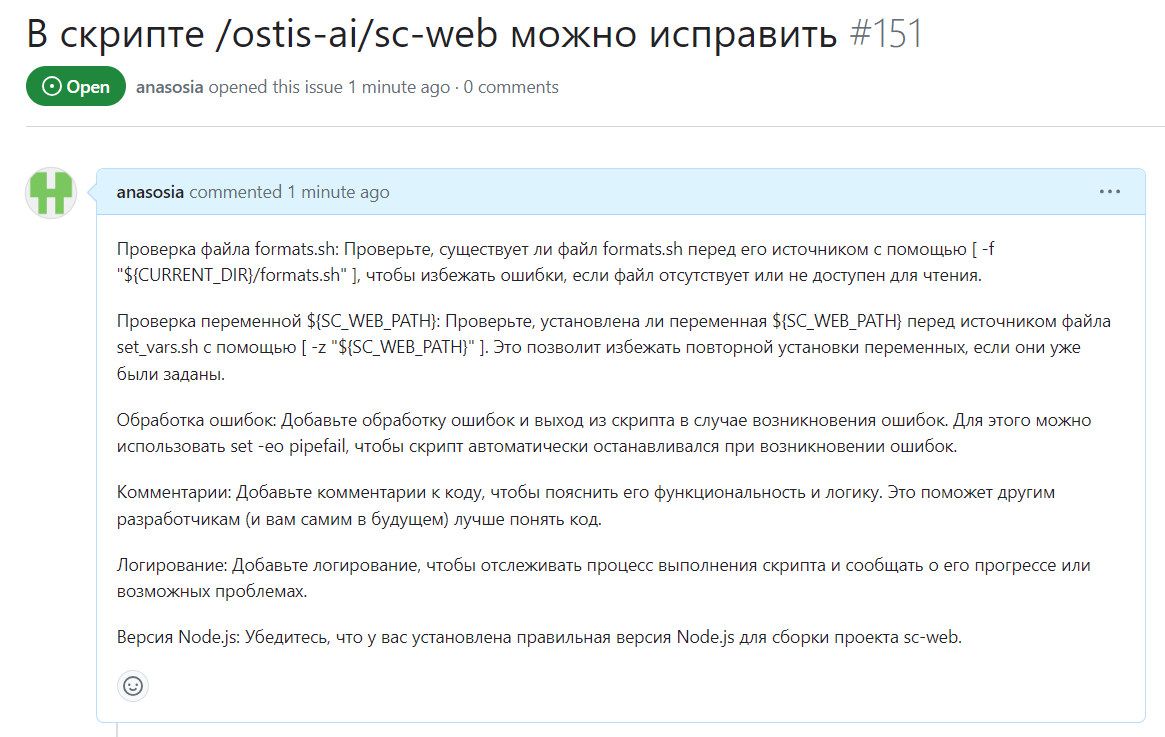 В скрипте /ostis-ai/sc-web можно исправить #151
Open anasosia opened this issue 1 minute ago · 0 comments
anasosia commented 1 minute ago
Проверка файла formats.sh: Проверьте, существует ли файл formats.sh перед его источником с помощью [ -f
"${CURRENT_DIR}/formats.sh" ], чтобы избежать ошибки, если файл отсутствует или не доступен для чтения.
Проверка переменной ${SC_WEB_PATH}: Проверьте, установлена ли переменная ${SC_WEB_PATH} перед источником файла
set_vars.sh с помощью [ -z "${SC_WEB_PATH}" ]. Это позволит избежать повторной установки переменных, если они уже
были заданы.
Обработка ошибок: Добавьте обработку ошибок и выход из скрипта в случае возникновения ошибок. Для этого можно
использовать set -eo pipefail, чтобы скрипт автоматически останавливался при возникновении ошибок.
Комментарии: Добавьте комментарии к коду, чтобы пояснить его функциональность и логику. Это поможет другим
разработчикам (и вам самим в будущем) лучше понять код.
Логирование: Добавьте логирование, чтобы отслеживать процесс выполнения скрипта и сообщать о его прогрессе или
возможных проблемах.
Версия Node.js: Убедитесь, что у вас установлена правильная версия Node.js для сборки проекта sc-web.